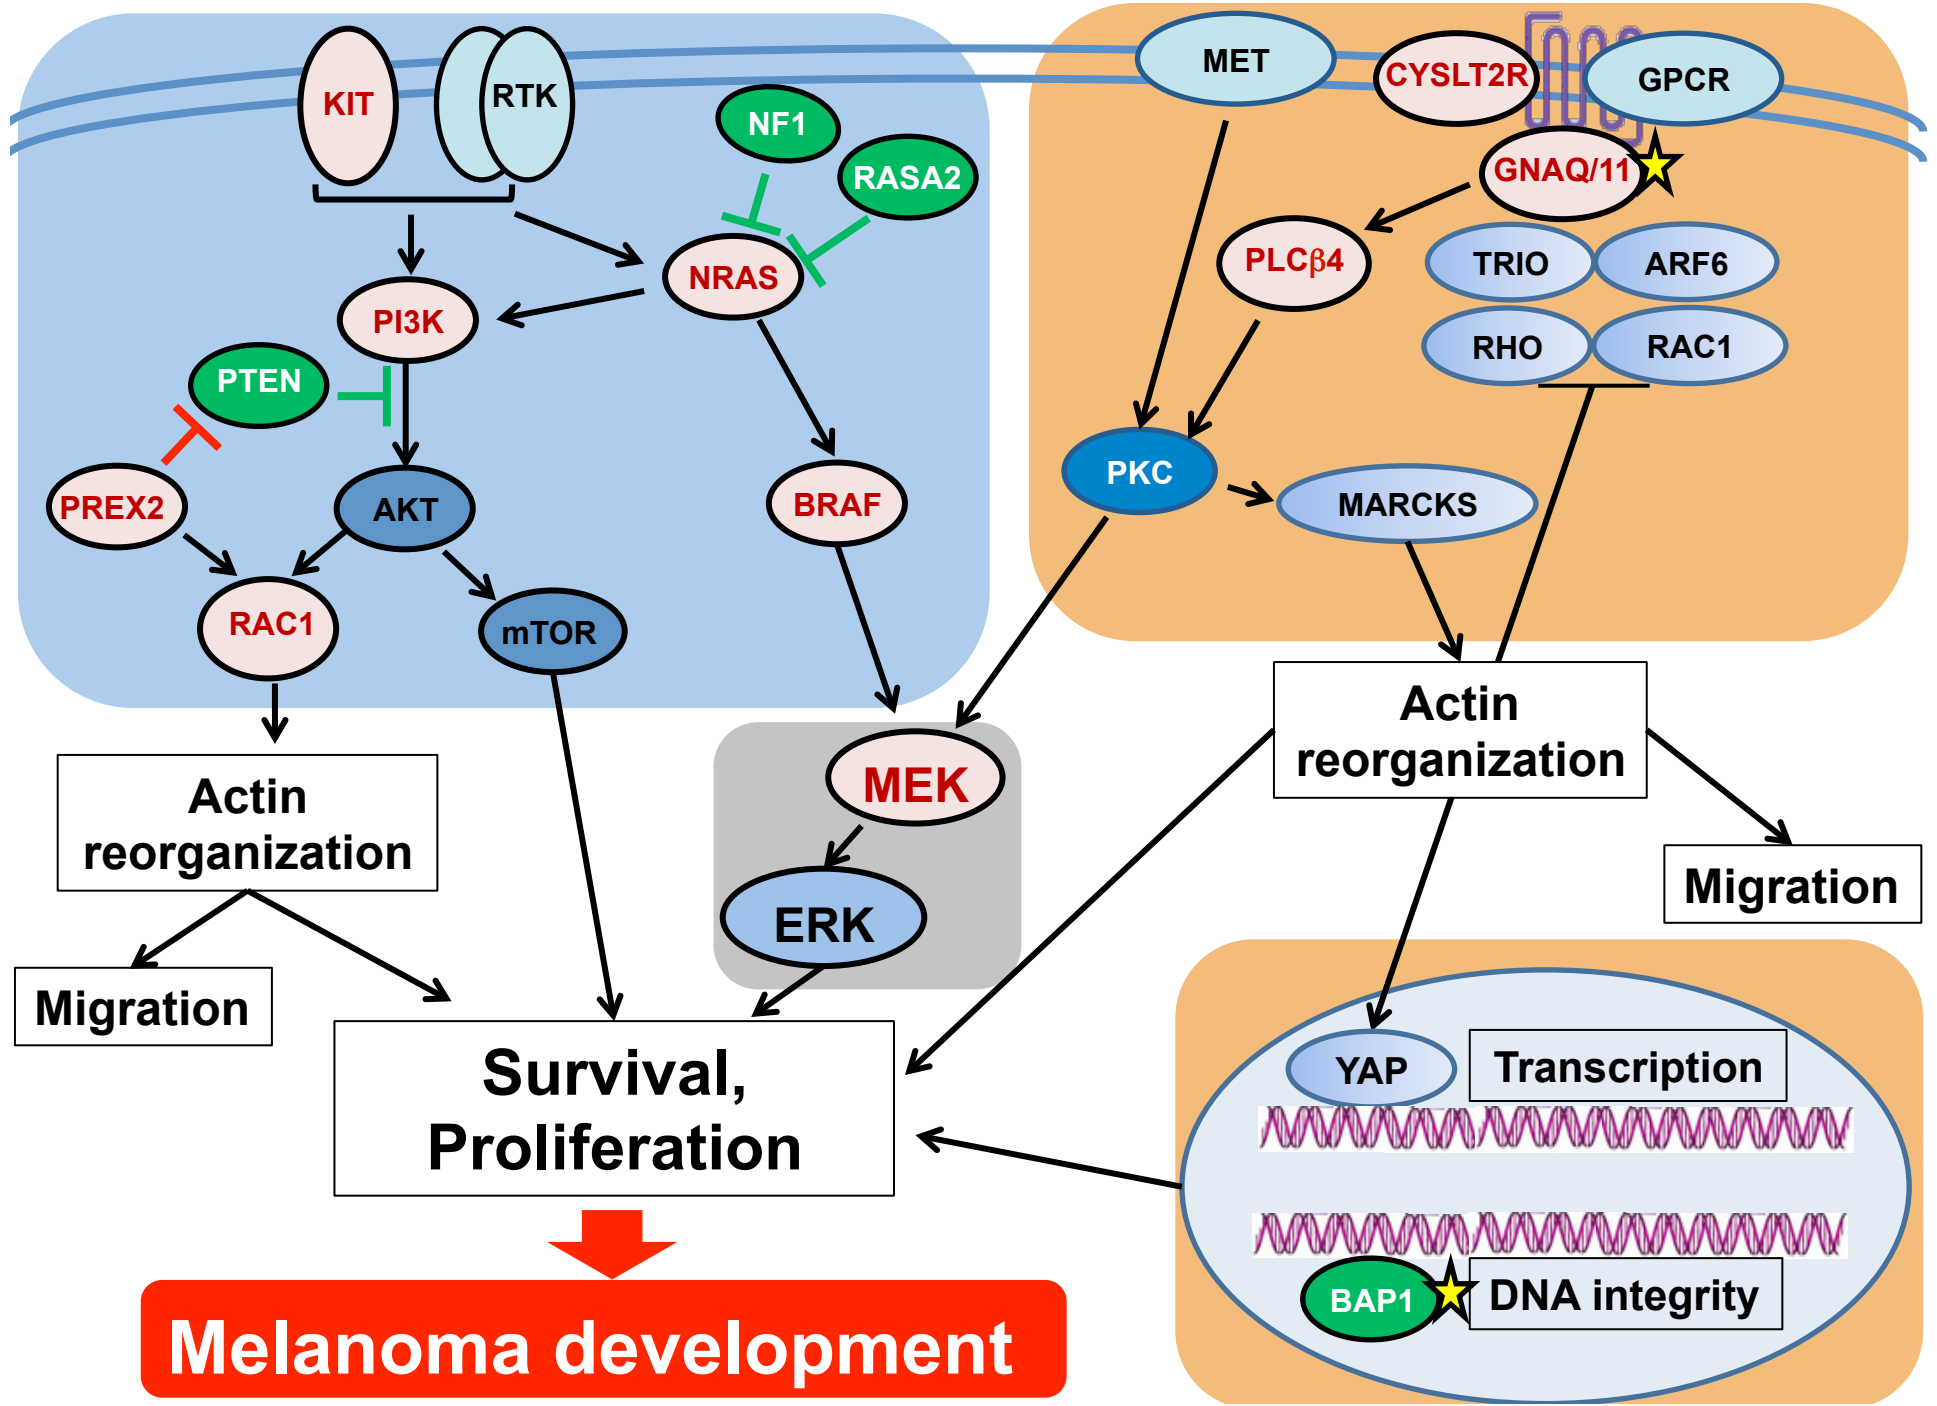 KIT
RTK
NF1
RASA2
NRAS
PI3K
PTEN
PREX2
AKT
BRAF
RAC1
mTOR
MET
CYSLT2R
GPCR
GNAQ/11
PLCβ4
TRIO
ARF6
RHO
RAC1
PKC
MARCKS
Actin
reorganization
Migration
MEK
ERK
Actin
reorganization
Migration
Survival,
Proliferation
YAP
Transcription
BAP1
DNA integrity
Melanoma development